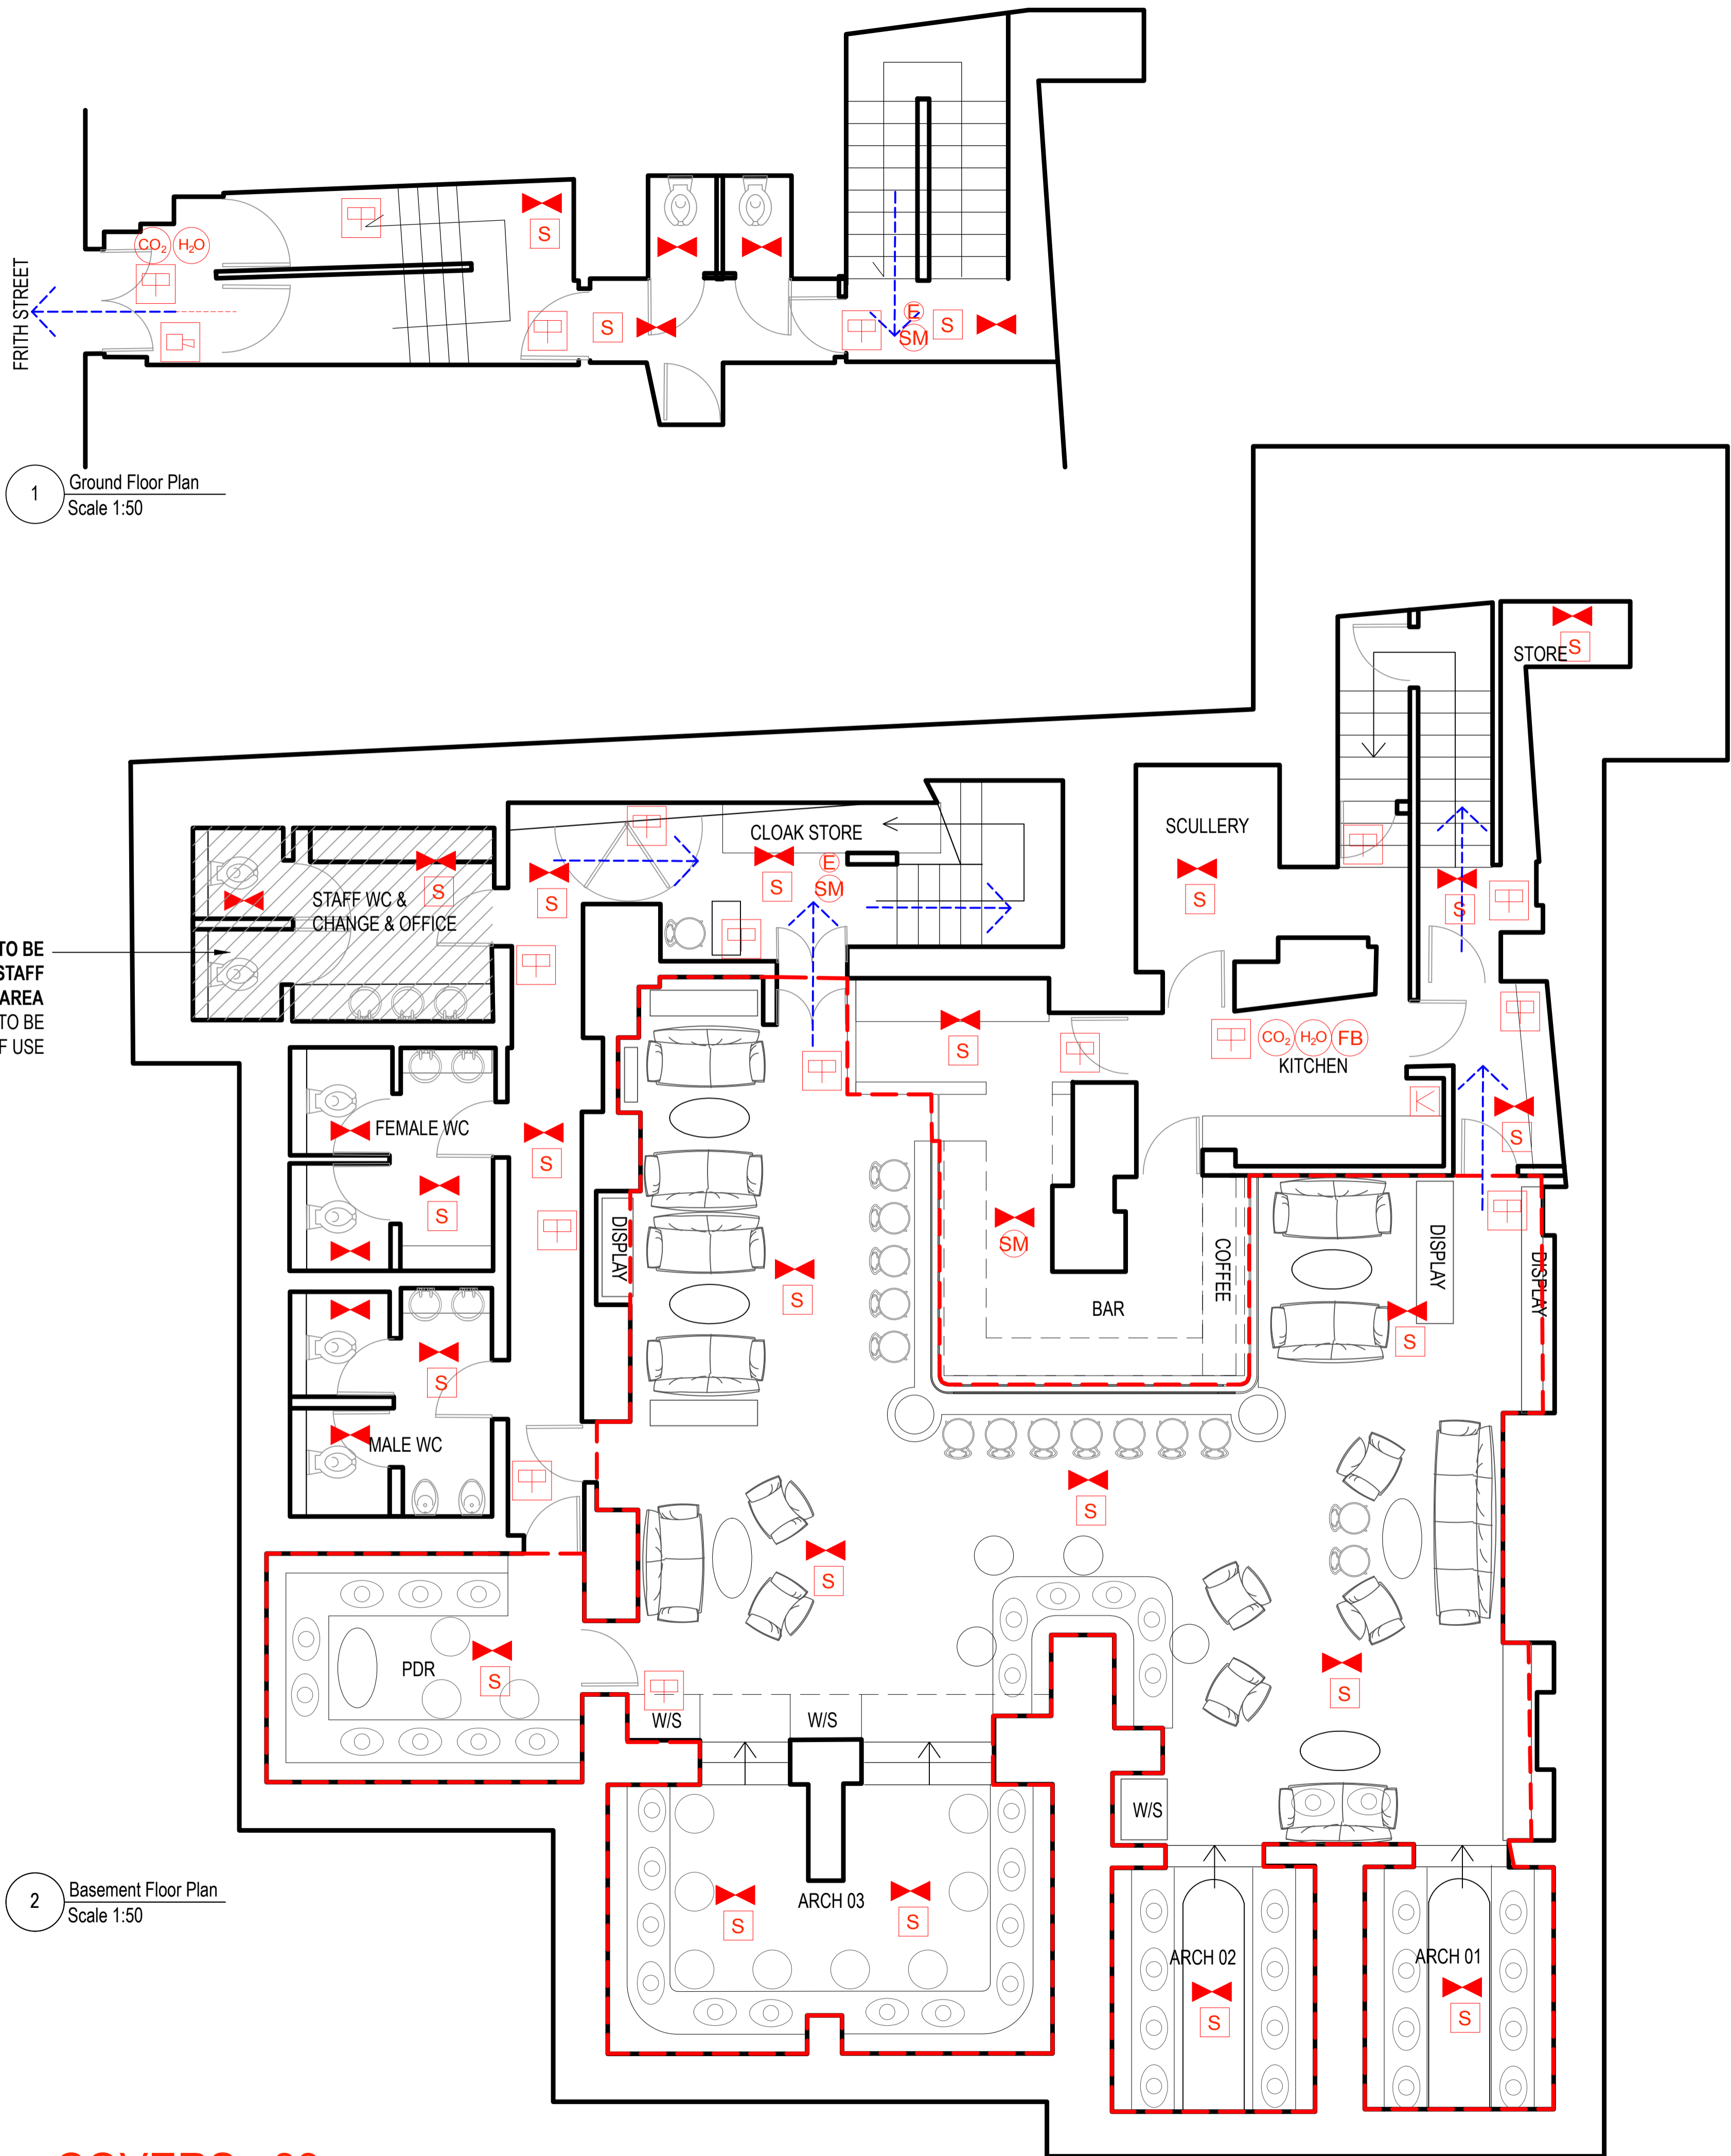 CO2
H2O
S
FRITH STREET
S
E
SM
S
1
Ground Floor Plan
Scale 1:50
STORE
S
CLOAK STORE
SCULLERY
E
SM
S
S
S
S
S
STAFF WC &
CHANGE & OFFICE
TO BE
STAFF
AREA
TO BE
F USE
S
CO2
H2O
FB
KITCHEN
FEMALE WC
S
S
S
DISPLAY
SM
COFFEE
DISPLAY
DISPLAY
S
BAR
S
S
MALE WC
S
S
PDR
S
S
W/S
W/S
W/S
2
Basement Floor Plan
Scale 1:50
ARCH 03
S
S
ARCH 02
S
ARCH 01
S